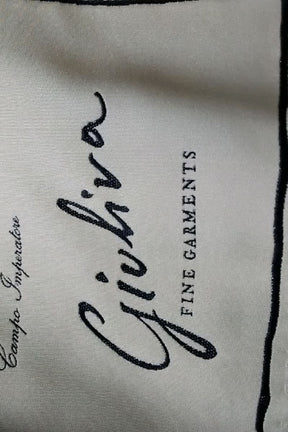 Campo Imperatore
Giuliva
FINE GARMENTS